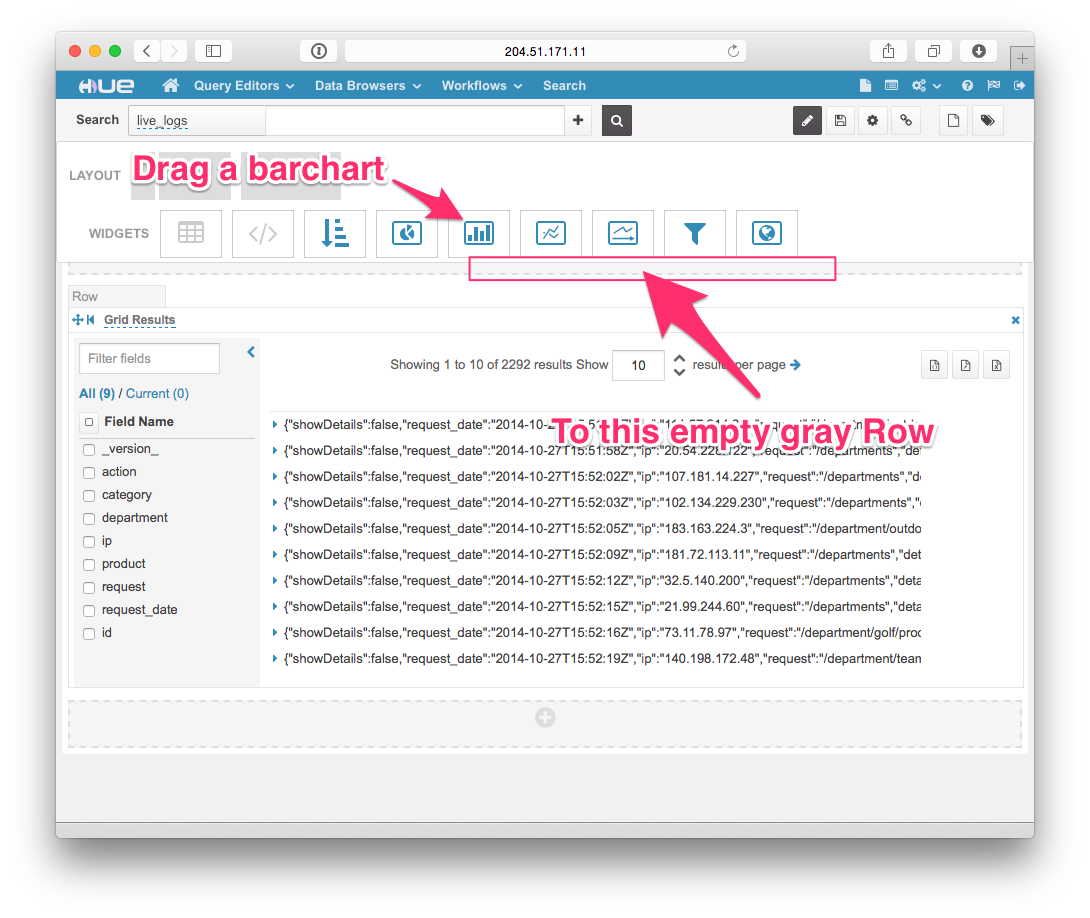 204.51.171.11
HUE Query Editors Data Browsers Workflows Search
Search live_logs
LAYOUT Drag a barchart
WIDGETS
Row
Grid Results
Filter fields
Showing 1 to 10 of 2292 results Show 10 results per page
All (9) / Current (0)
Field Name
_version_
action
category
department
ip
product
request
request_date
id
To this empty gray Row
{"showDetails":false,"request_date":"2014-10-
{"showDetails":false,"request_date":"2014-10-27T15:51:58Z","ip":"20.54.226.122","request":"/departments","det
{"showDetails":false,"request_date":"2014-10-27T15:52:02Z","ip":"107.181.14.227","request":"/departments","d
{"showDetails":false,"request_date":"2014-10-27T15:52:03Z","ip":"102.134.229.230","request":"/departments","
{"showDetails":false,"request_date":"2014-10-27T15:52:05Z","ip":"183.163.224.3","request":"/department/outdo
{"showDetails":false,"request_date":"2014-10-27T15:52:09Z","ip":"181.72.113.11","request":"/departments","det
{"showDetails":false,"request_date":"2014-10-27T15:52:12Z","ip":"32.5.140.200","request":"/departments","deta
{"showDetails":false,"request_date":"2014-10-27T15:52:15Z","ip":"21.99.244.60","request":"/departments","deta
{"showDetails":false,"request_date":"2014-10-27T15:52:16Z","ip":"73.11.78.97","request":"/department/golf/proc
{"showDetails":false,"request_date":"2014-10-27T15:52:19Z","ip":"140.198.172.48","request":"/department/tean